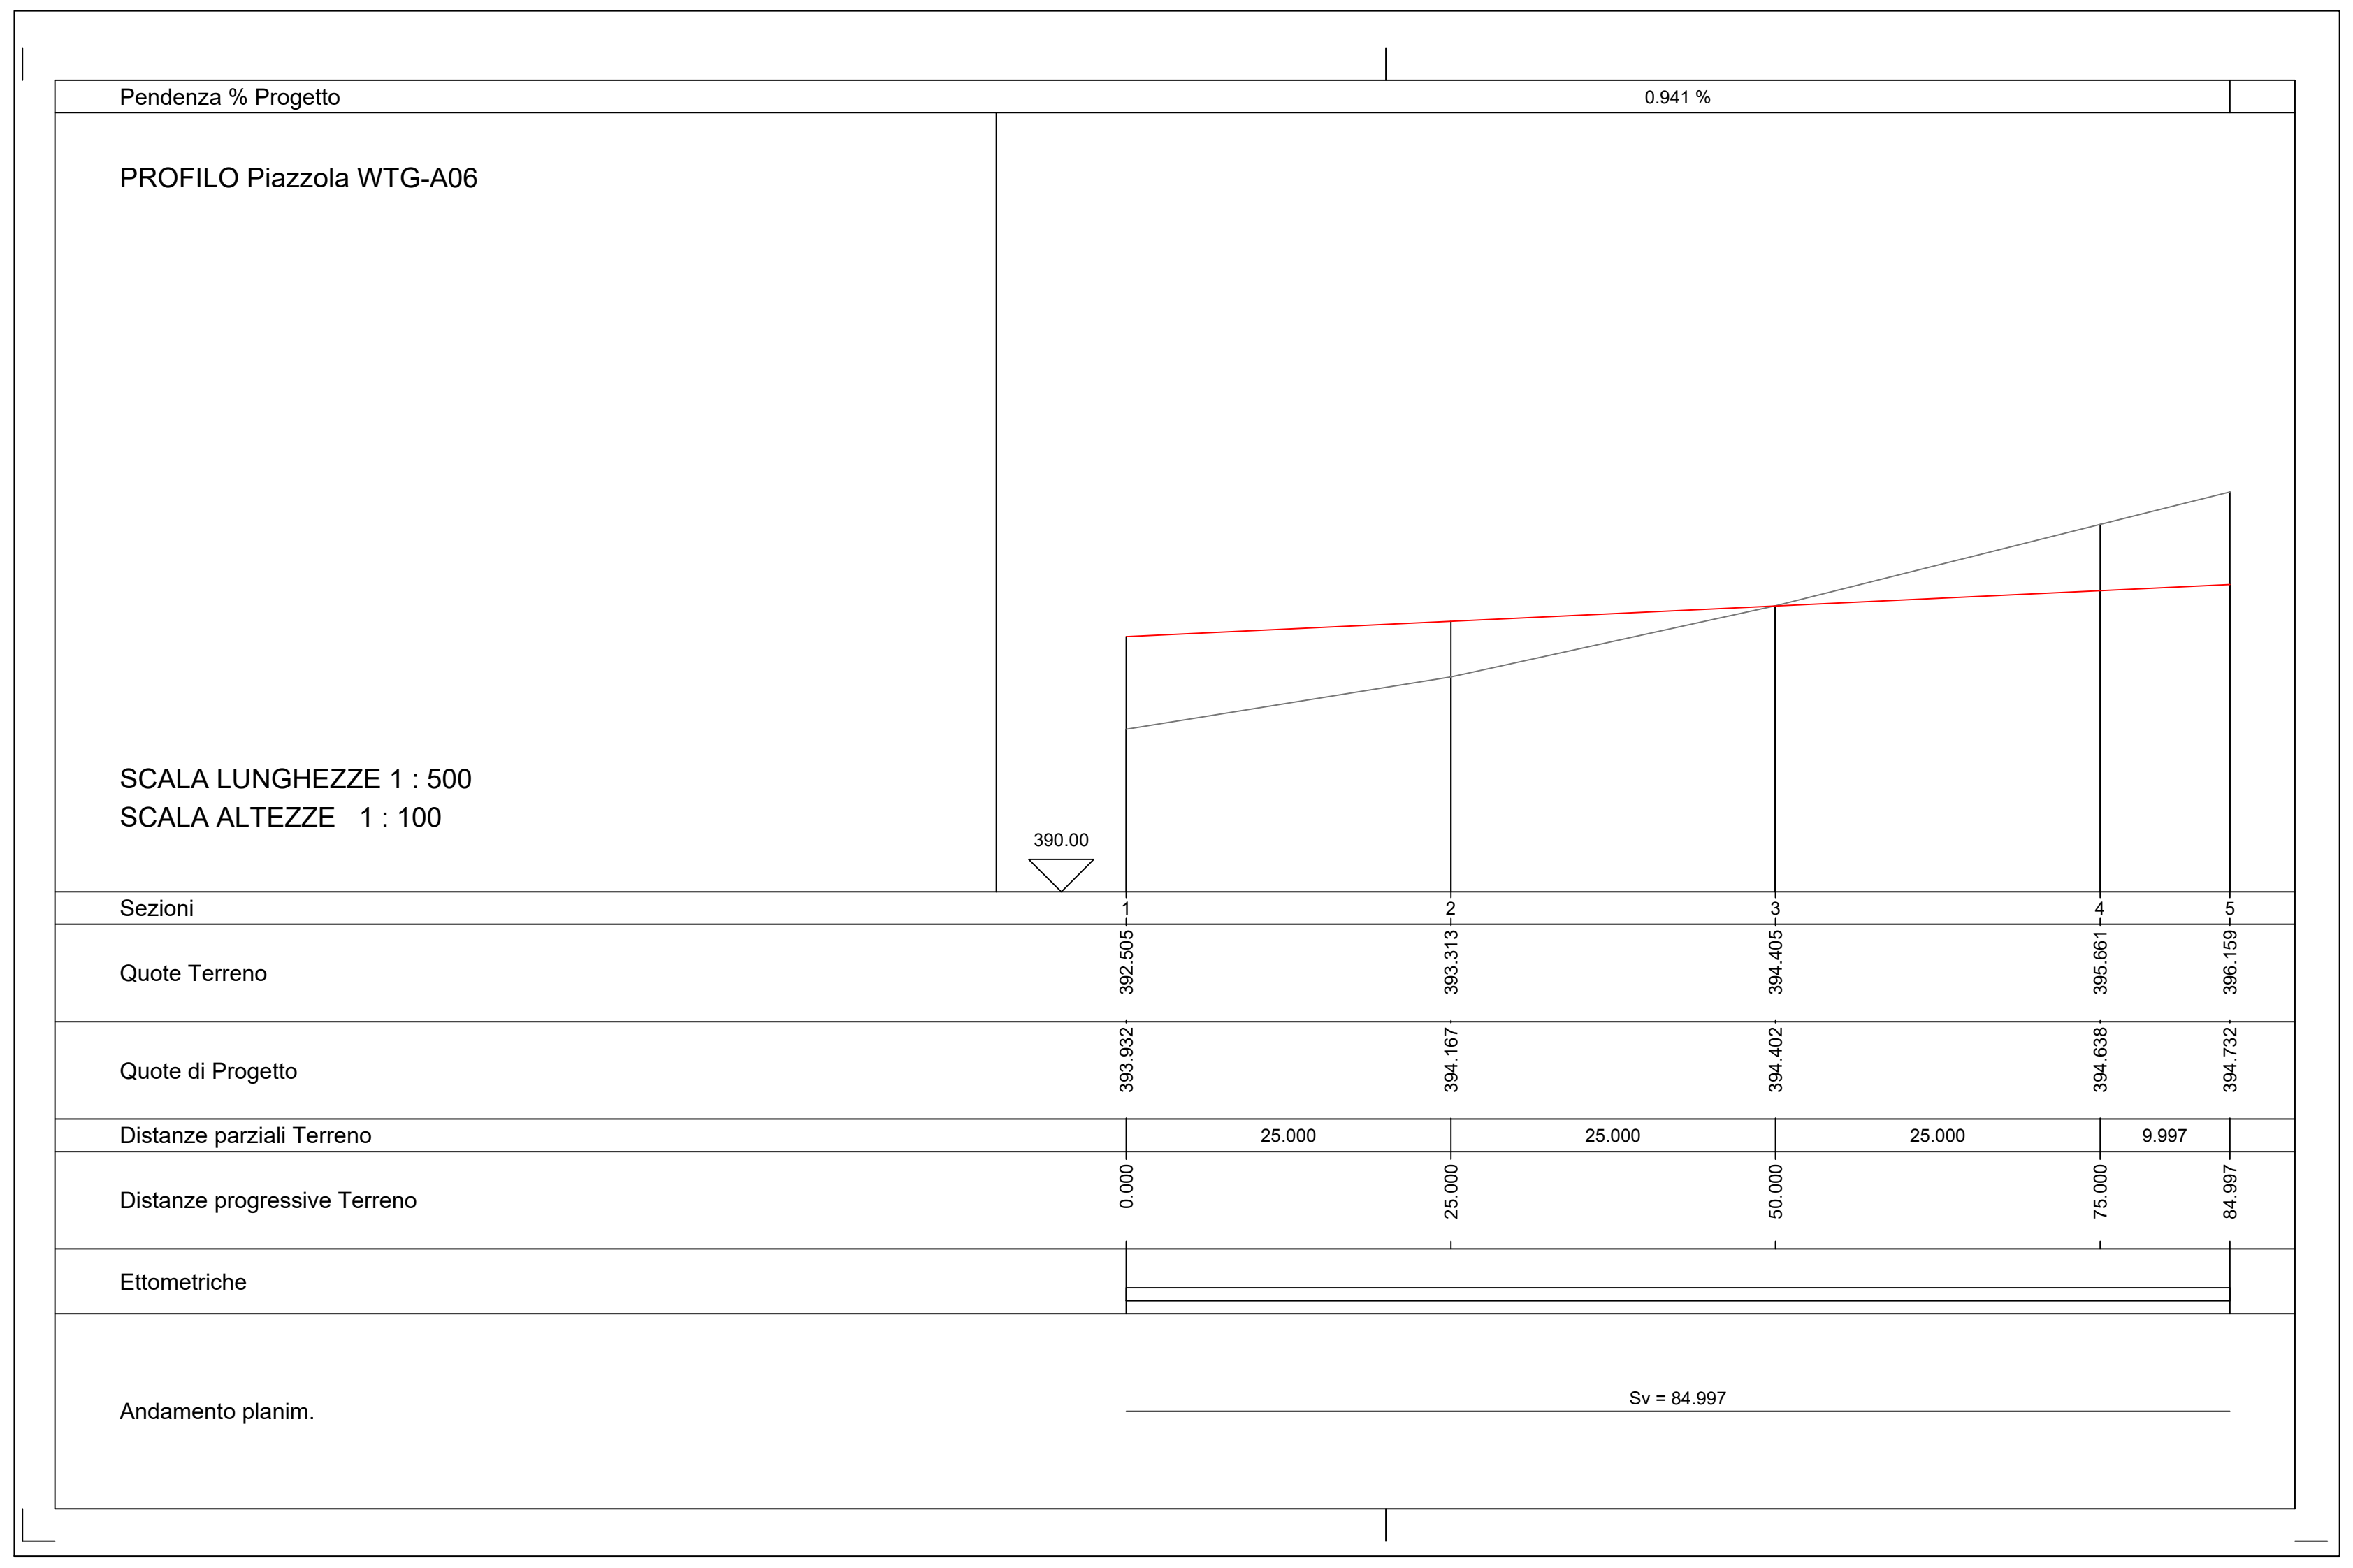 Pendenza % Progetto 0.941 %
PROFILO Piazzola WTG-A06
SCALA LUNGHEZZE 1 : 500
SCALA ALTEZZE 1 : 100
390.00
Sezioni 1 2 3 4 5
Quote Terreno 392.505 393.313 394.405 395.661 396.159
Quote di Progetto 393.932 394.167 394.402 394.638 394.732
Distanze parziali Terreno 25.000 25.000 25.000 9.997
Distanze progressive Terreno 0.000 25.000 50.000 75.000 84.997
Ettometriche
Andamento planim. Sv = 84.997